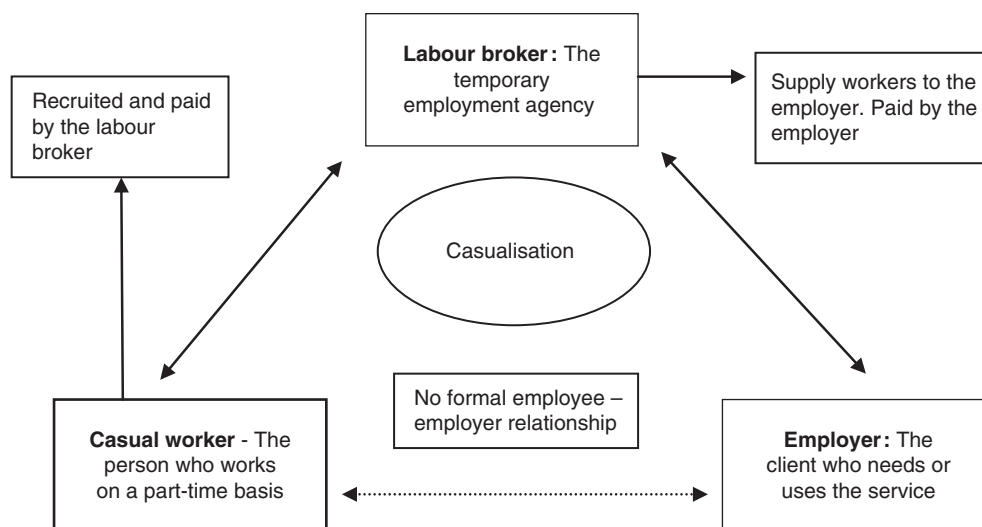 Labour broker: The
temporary
employment agency
Recruited and paid
by the labour
broker
Supply workers to the
employer. Paid by the
employer
Casualisation
No formal employee –
employer relationship
Casual worker - The
person who works
on a part-time basis
Employer: The
client who needs or
uses the service